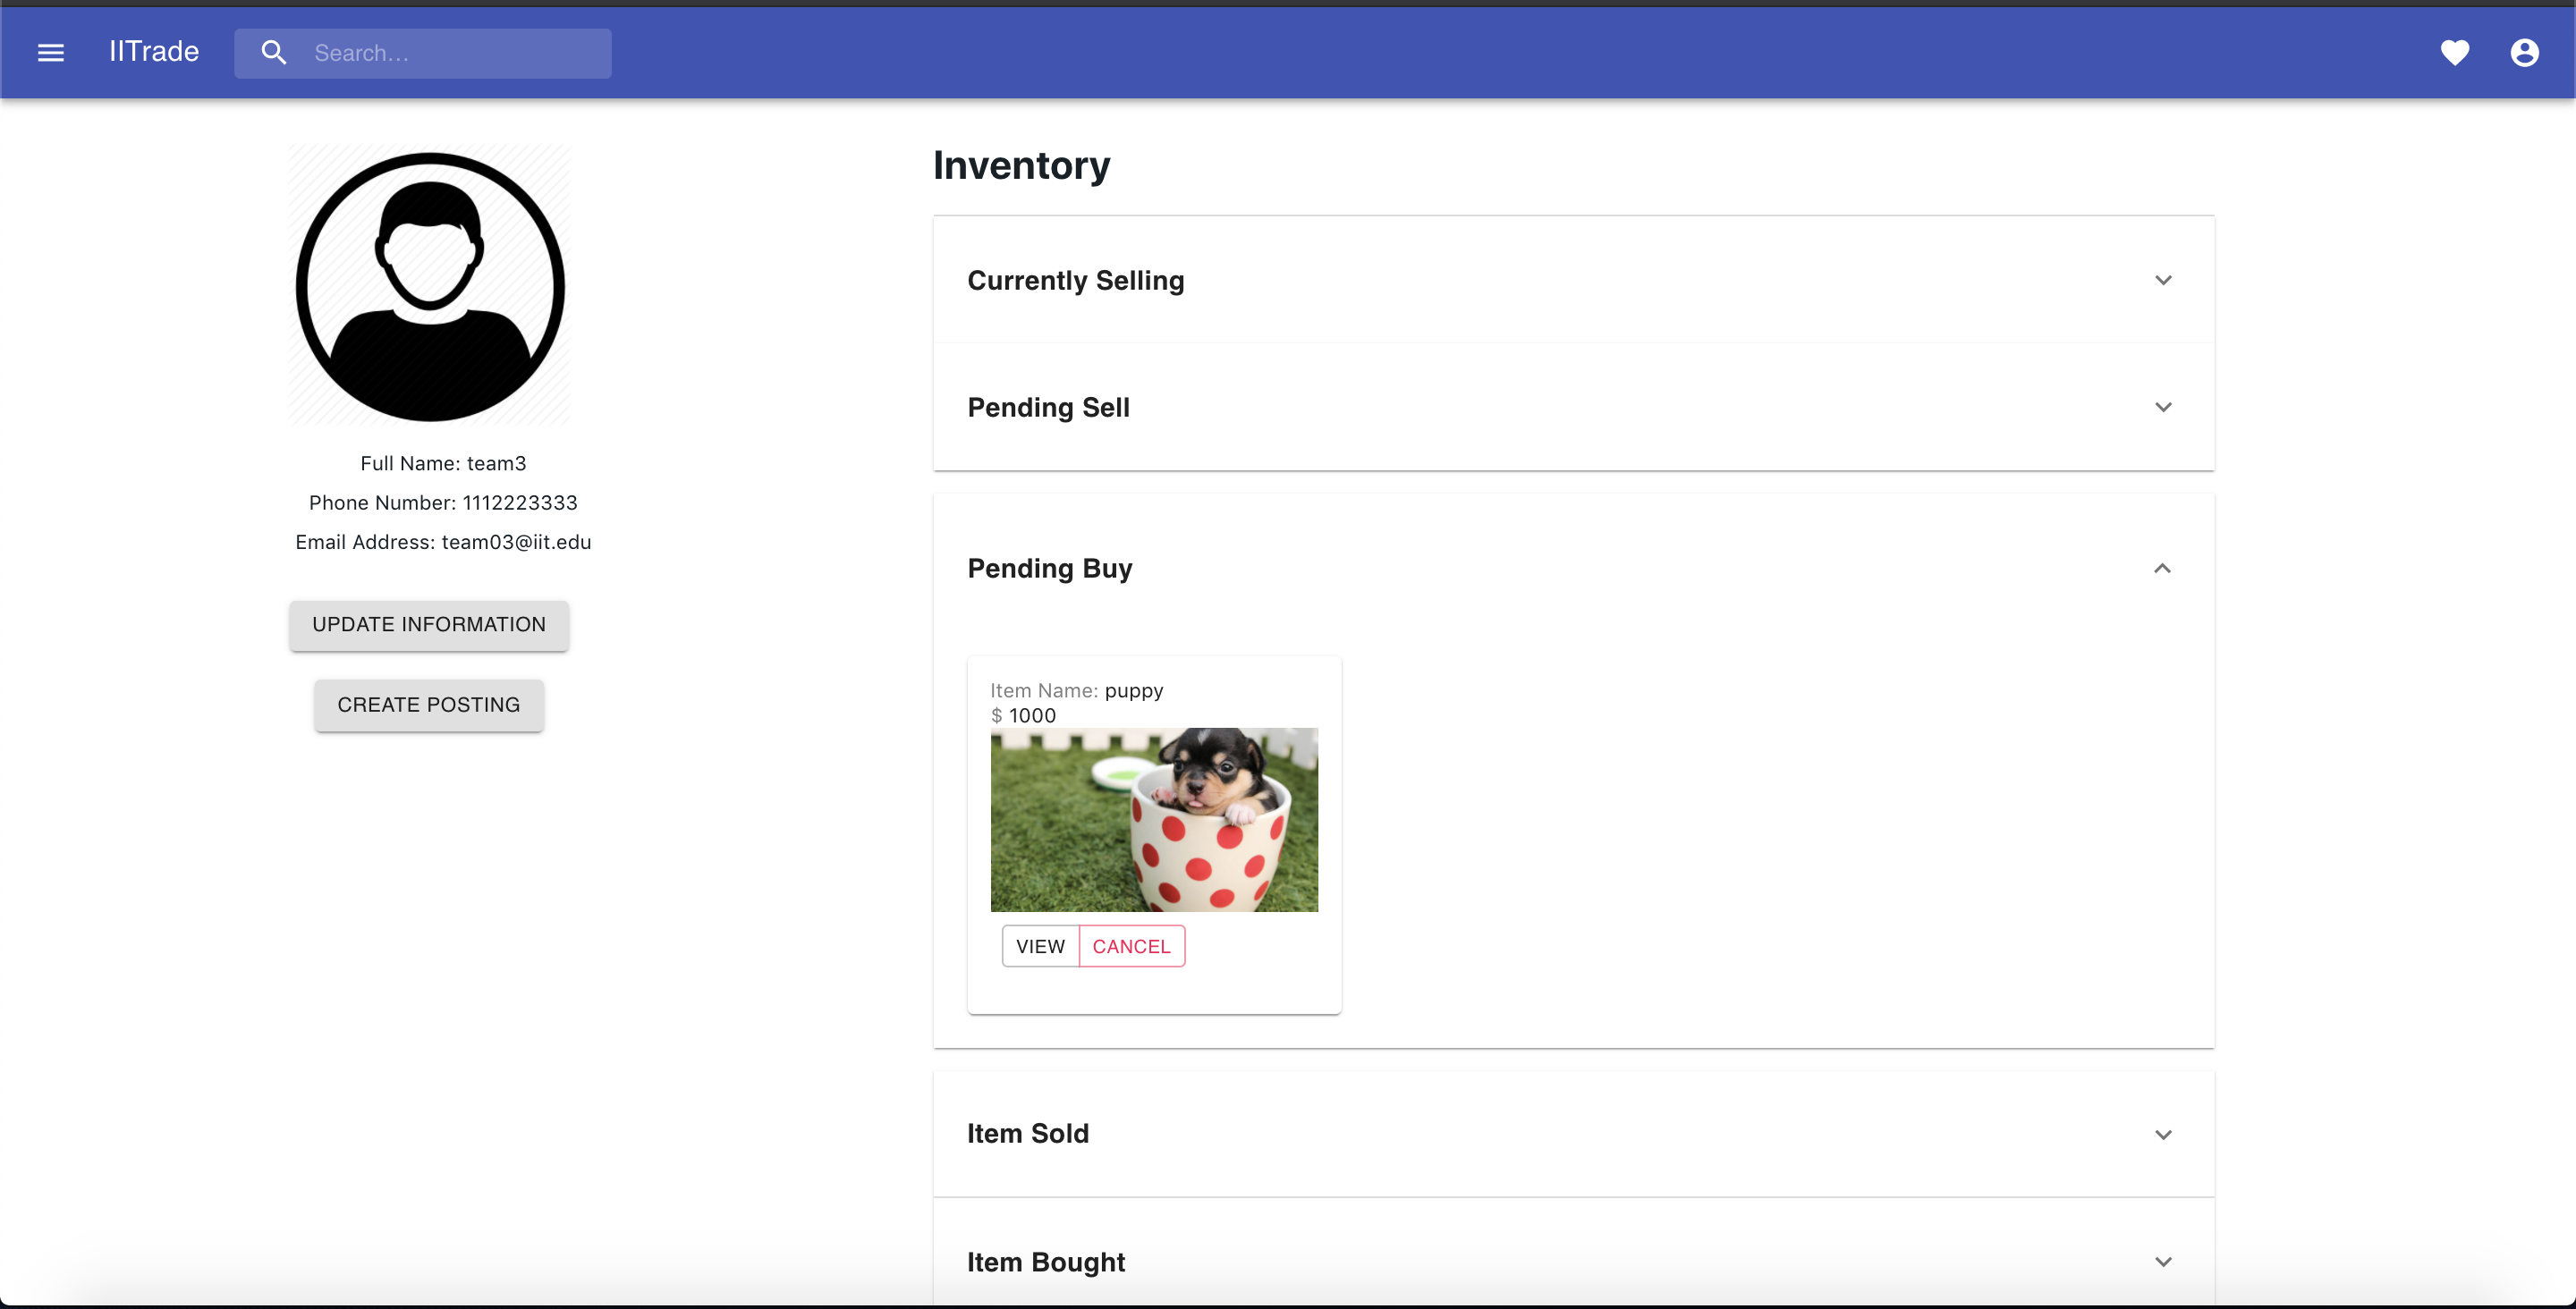 IITrade
Search...
Full Name: team3
Phone Number: 1112223333
Email Address: team03@iit.edu
UPDATE INFORMATION
CREATE POSTING
Inventory
Currently Selling
Pending Sell
Pending Buy
Item Name: puppy
$ 1000
VIEW CANCEL
Item Sold
Item Bought